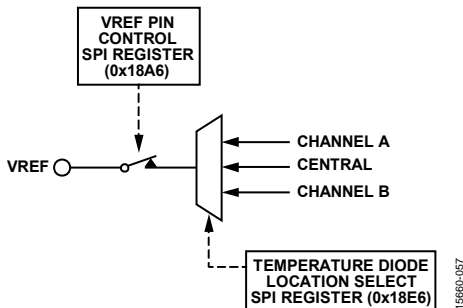 VREF PIN
CONTROL
SPI REGISTER
(0x18A6)
VREF
CHANNEL A
CENTRAL
CHANNEL B
TEMPERATURE DIODE
LOCATION SELECT
SPI REGISTER (0x18E6)
15660-057